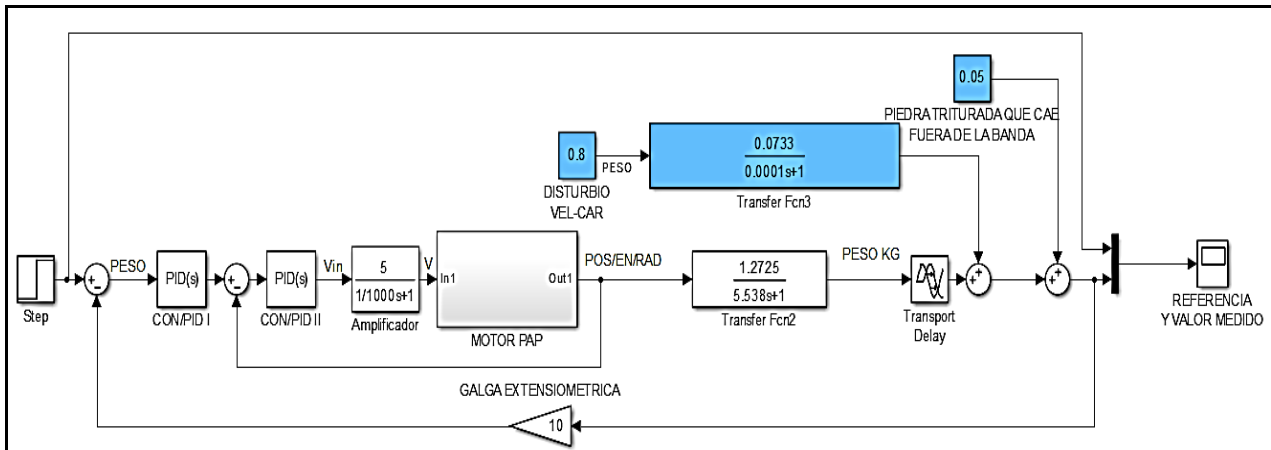 0.05
PIEDRA TRITURADA QUE CAE
FUERA DE LA BANDA
0.8
PESO
DISTURBIO
VEL-CAR
0.0733
0.0001s+1
Transfer Fcn3
Step
PESO
PID(s)
CON/PID I
PID(s)
CON/PID II
Vin
5
1/1000s+1
Amplificador
V
In1
Out1
MOTOR PAP
POS/EN/RAD
1.2725
5.538s+1
Transfer Fcn2
PESO KG
Transport
Delay
REFERENCIA
Y VALOR MEDIDO
GALGA EXTENSIOMETRICA
10